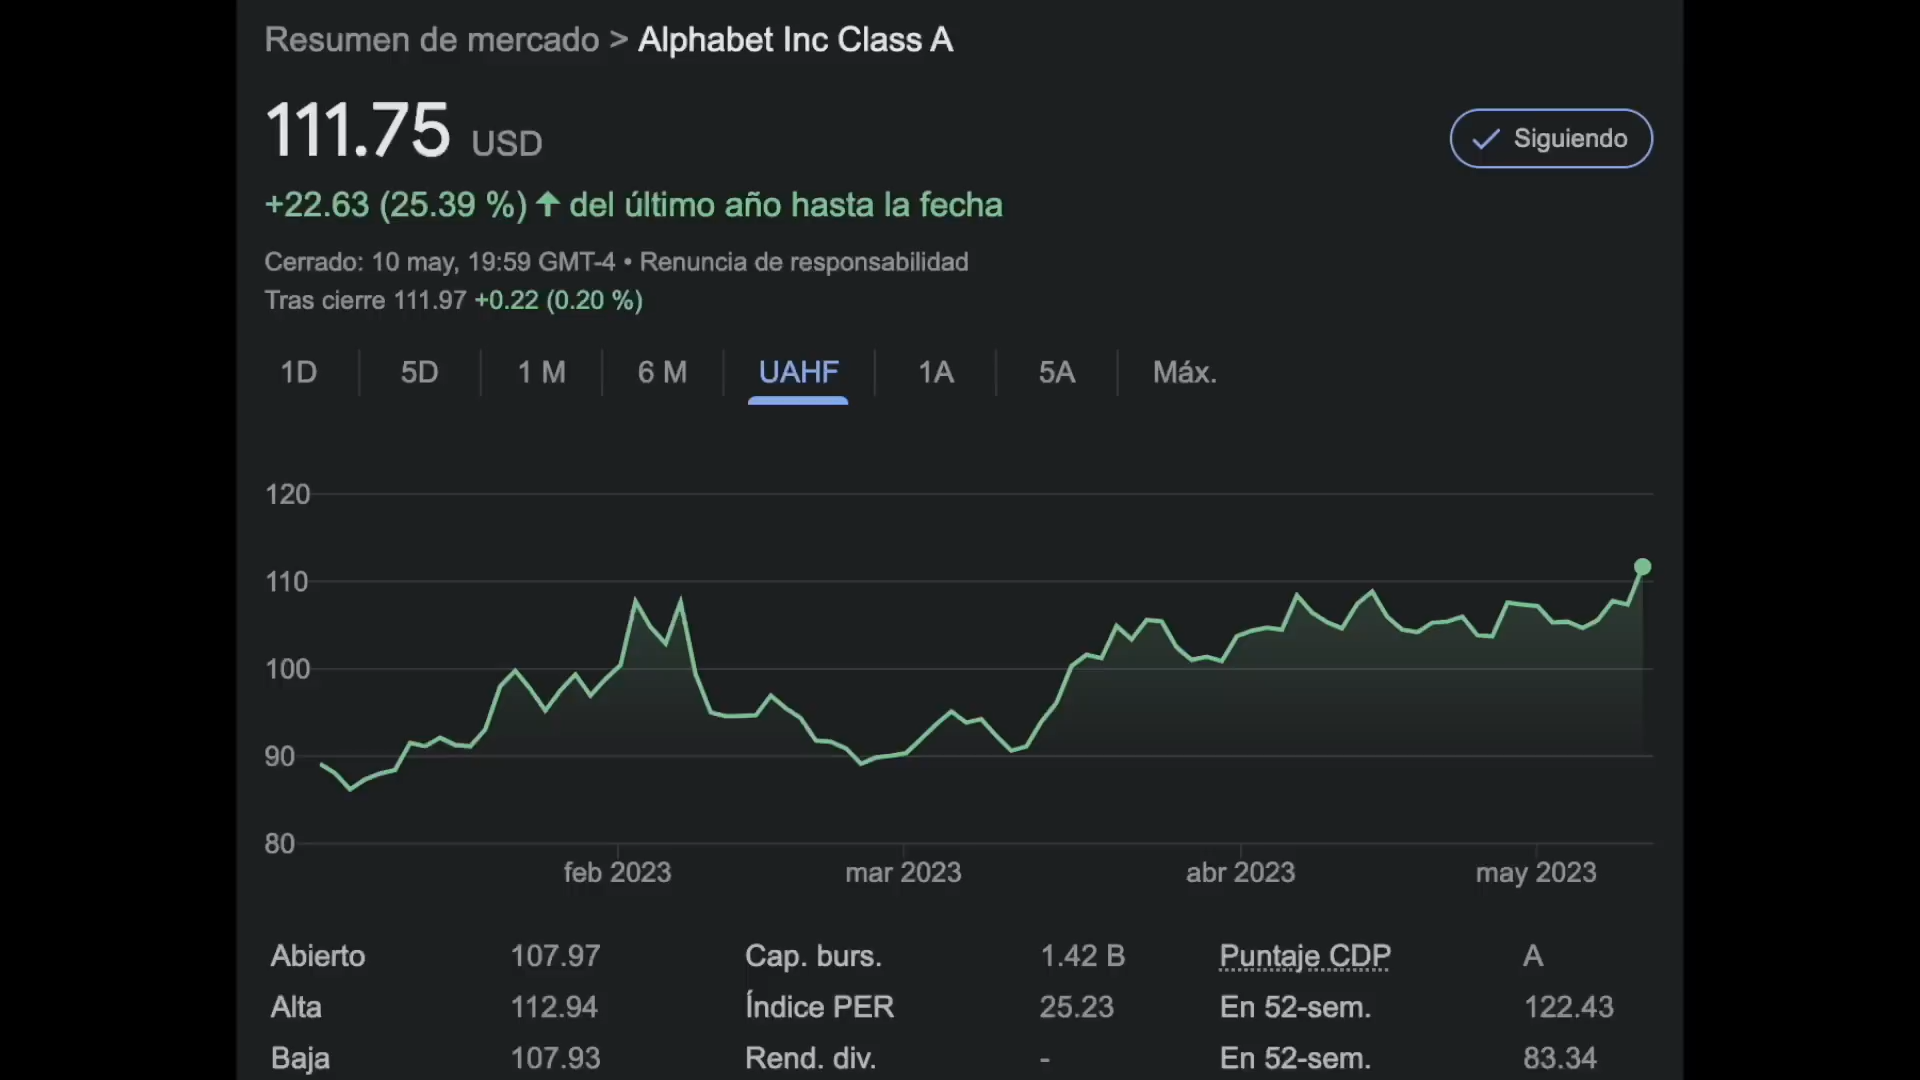 Resumen de mercado > Alphabet Inc Class A
111.75 USD
Siguiendo
+22.63 (25.39 %) ↑ del último año hasta la fecha
Cerrado: 10 may, 19:59 GMT-4 • Renuncia de responsabilidad
Tras cierre 111.97 +0.22 (0.20 %)
1D 5D 1 M 6 M UAHF 1A 5A Máx.
120
110
100
90
80
feb 2023 mar 2023 abr 2023 may 2023
Abierto 107.97 Cap. burs. 1.42 B Puntaje CDP A
Alta 112.94 Índice PER 25.23 En 52-sem. 122.43
Baja 107.93 Rend. div. - En 52-sem. 83.34